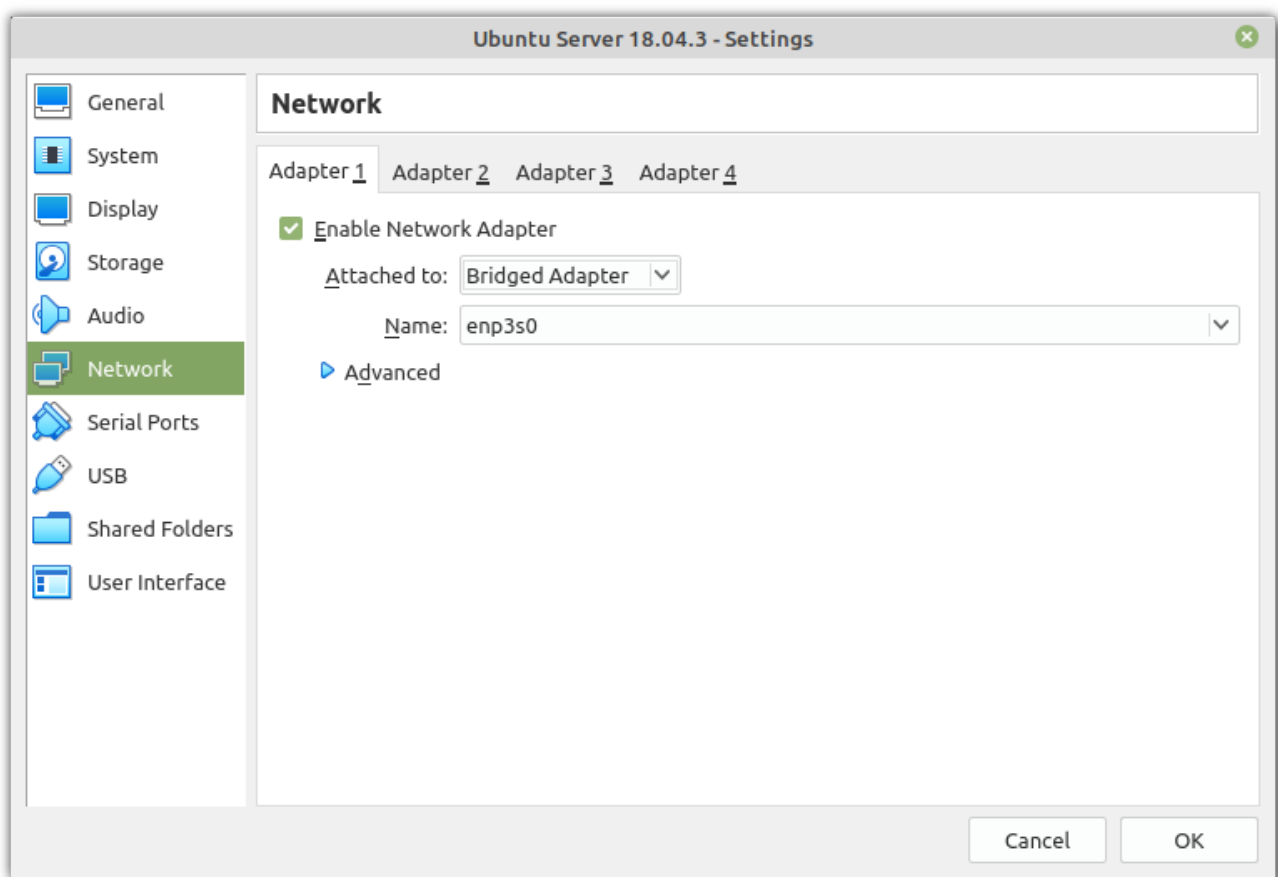 Ubuntu Server 18.04.3 - Settings
General
System
Display
Storage
Audio
Network
Serial Ports
USB
Shared Folders
User Interface
Network
Adapter 1 Adapter 2 Adapter 3 Adapter 4
Enable Network Adapter
Attached to: Bridged Adapter
Name: enp3s0
Advanced
Cancel OK